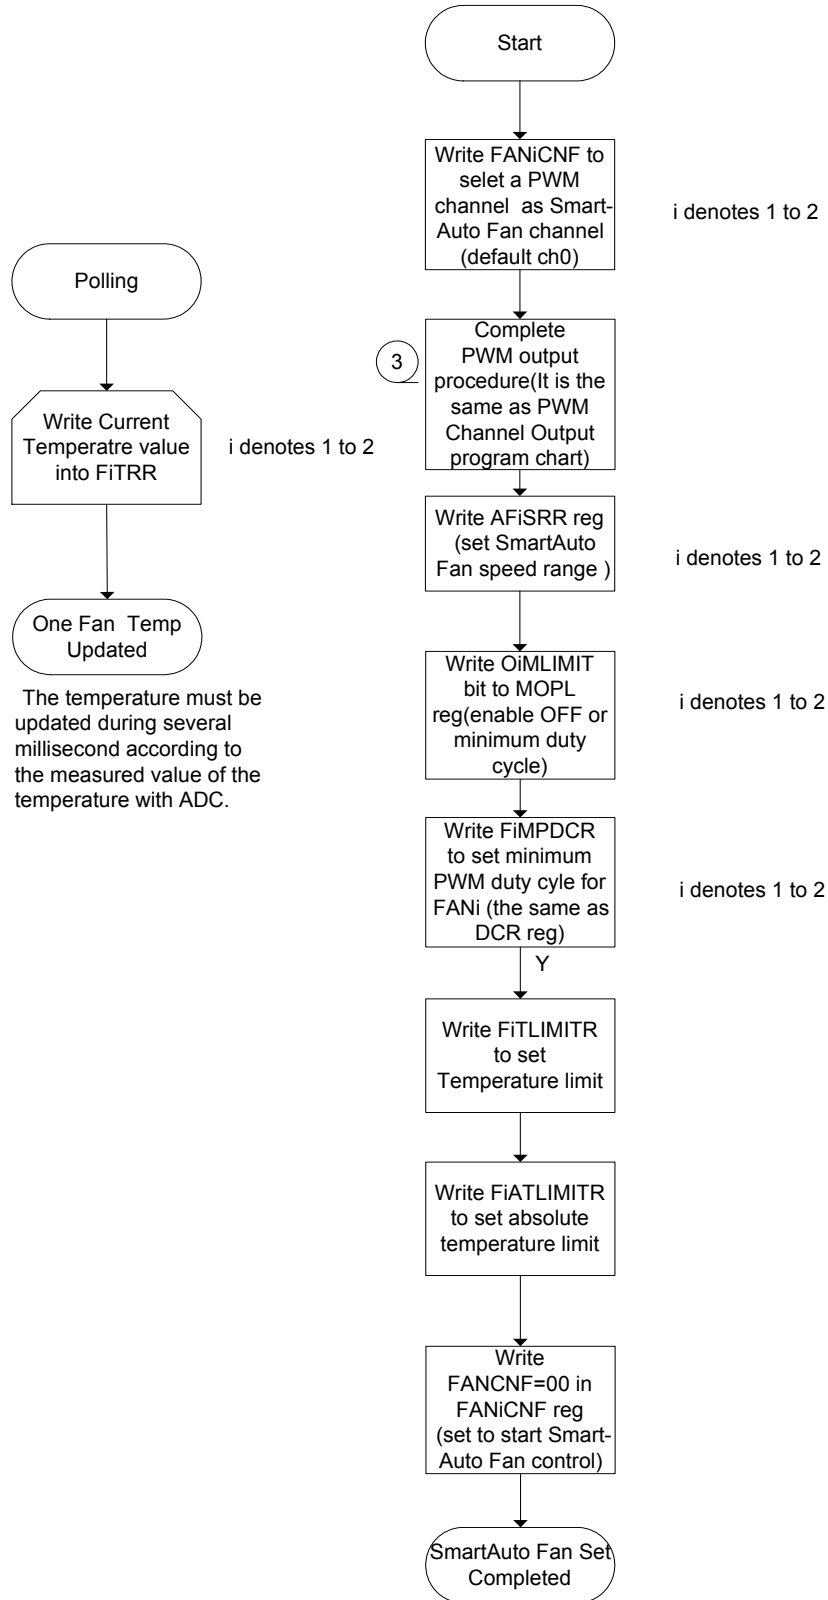 Polling
Write Current
Temperatre value
into FiTRR
i denotes 1 to 2
One Fan  Temp
Updated
The temperature must be
updated during several
millisecond according to
the measured value of the
temperature with ADC.
Start
Write FANiCNF to
selet a PWM
channel  as Smart-
Auto Fan channel
(default ch0)
i denotes 1 to 2
3
Complete
PWM output
procedure(It is the
same as PWM
Channel Output
program chart)
Write AFiSRR reg
(set SmartAuto
Fan speed range )
i denotes 1 to 2
Write OiMLIMIT
bit to MOPL
reg(enable OFF or
minimum duty
cycle)
i denotes 1 to 2
Write FiMPDCR
to set minimum
PWM duty cyle for
FANi (the same as
DCR reg)
i denotes 1 to 2
Y
Write FiTLIMITR
to set
Temperature limit
Write FiATLIMITR
to set absolute
temperature limit
Write
FANCNF=00 in
FANiCNF reg
(set to start Smart-
Auto Fan control)
SmartAuto Fan Set
Completed